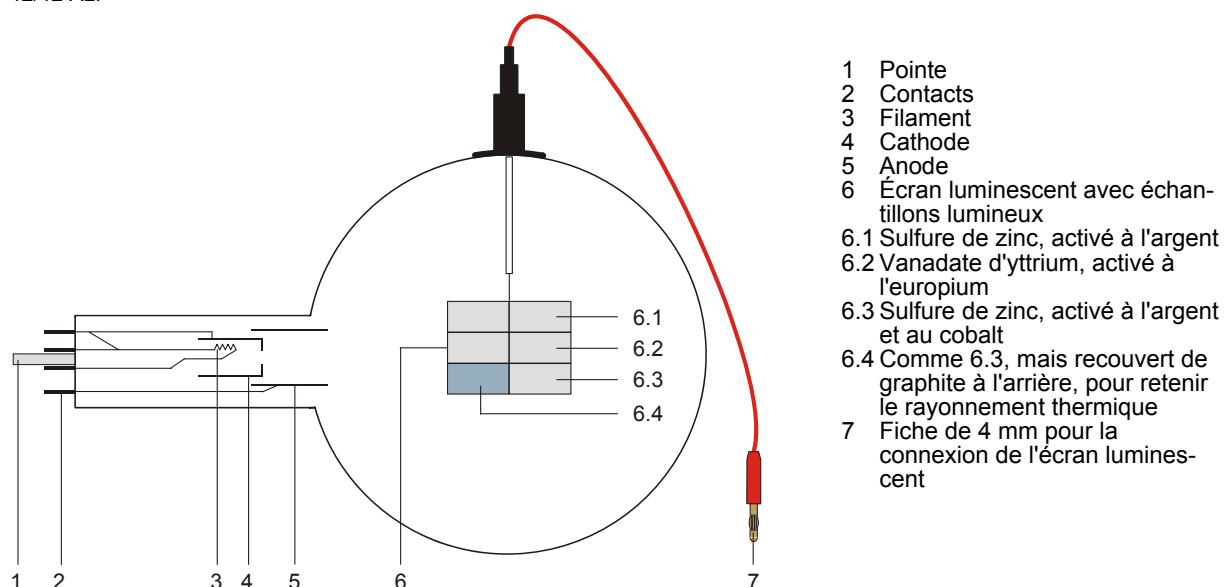 1 Pointe
2 Contacts
3 Filament
4 Cathode
5 Anode
6 Écran luminescent avec échan-
tillons lumineux
6.1 Sulfure de zinc, activé à l'argent
6.2 Vanadate d'yttrium, activé à
l'europium
6.3 Sulfure de zinc, activé à l'argent
et au cobalt
6.4 Comme 6.3, mais recouvert de
graphite à l'arrière, pour retenir
le rayonnement thermique
7 Fiche de 4 mm pour la
connexion de l'écran lumines-
cent
6.1
6.2
6.3
6.4
1 2 3 4 5 6 7